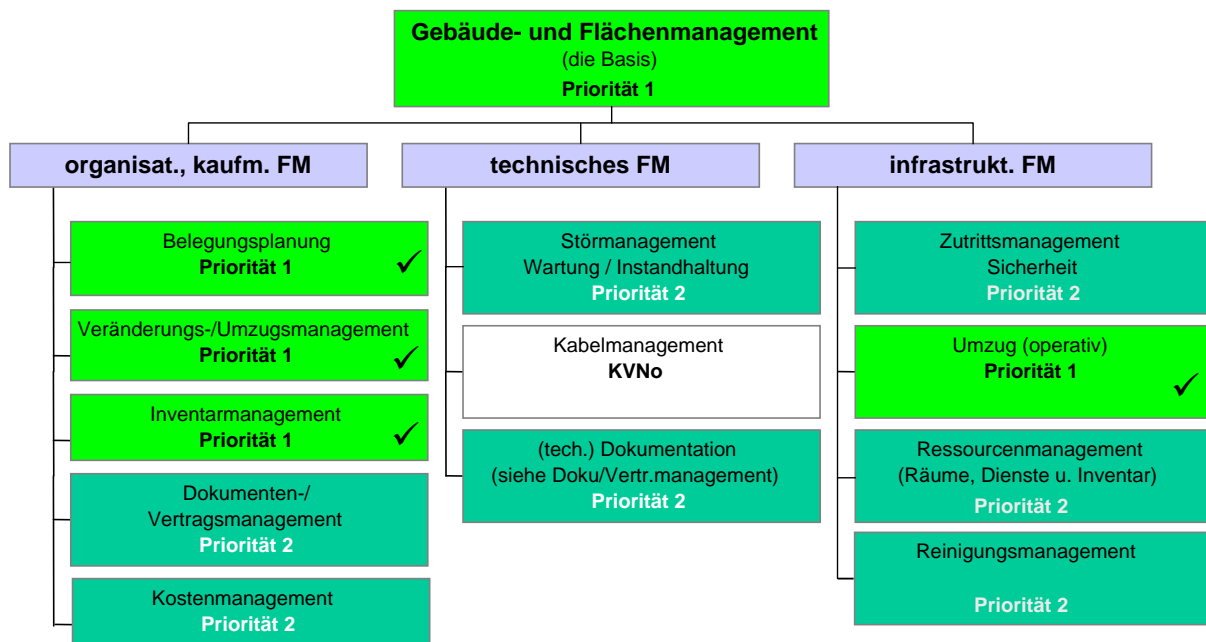 Gebäude- und Flächenmanagement
(die Basis)
Priorität 1
organisat., kaufm. FM
Belegungsplanung
Priorität 1
Veränderungs-/Umzugsmanagement
Priorität 1
Inventarmanagement
Priorität 1
Dokumenten-/
Vertragsmanagement
Priorität 2
Kostenmanagement
Priorität 2
technisches FM
Störmanagement
Wartung / Instandhaltung
Priorität 2
Kabelmanagement
KVNo
(tech.) Dokumentation
(siehe Doku/Vertr.management)
Priorität 2
infrastrukt. FM
Zutrittsmanagement
Sicherheit
Priorität 2
Umzug (operativ)
Priorität 1
Ressourcenmanagement
(Räume, Dienste u. Inventar)
Priorität 2
Reinigungsmanagement
Priorität 2